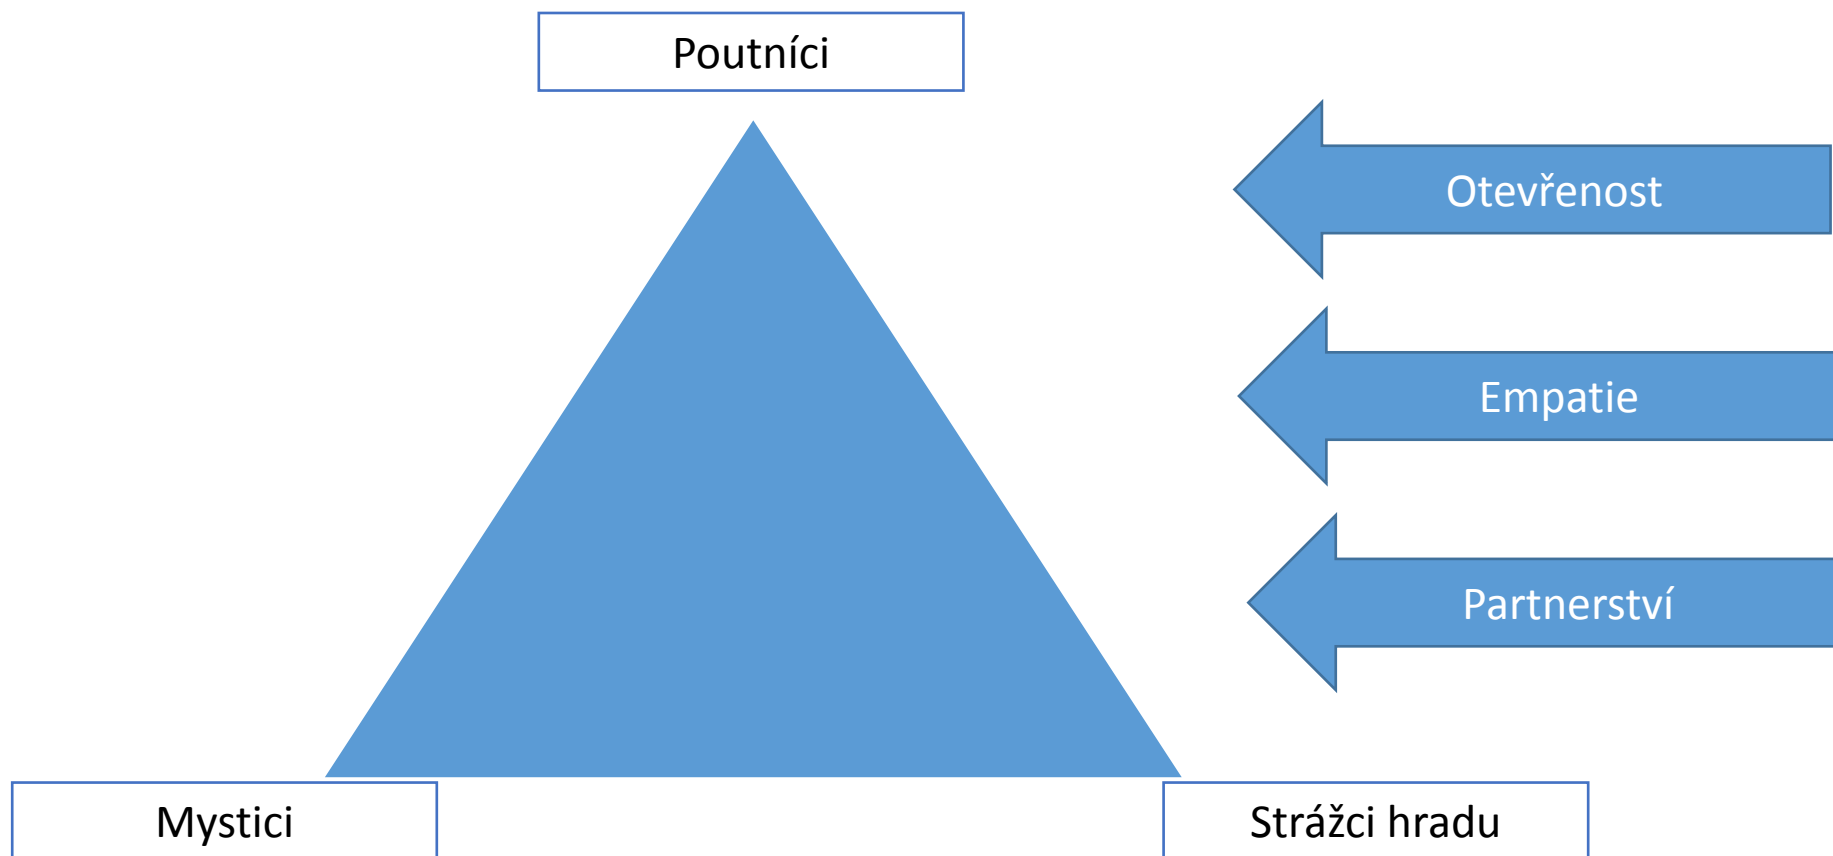 Poutníci
Otevřenost
Empatie
Partnerství
Mystici
Strážci hradu